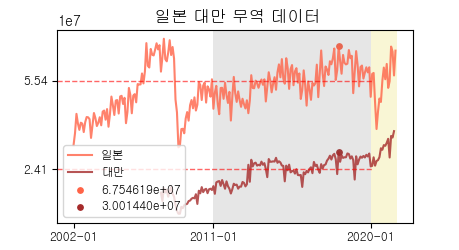 일본 대만 무역 데이터
1e7
5.54
2.41
일본
대만
6.754619e+07
3.001440e+07
2002-01
2011-01
2020-01